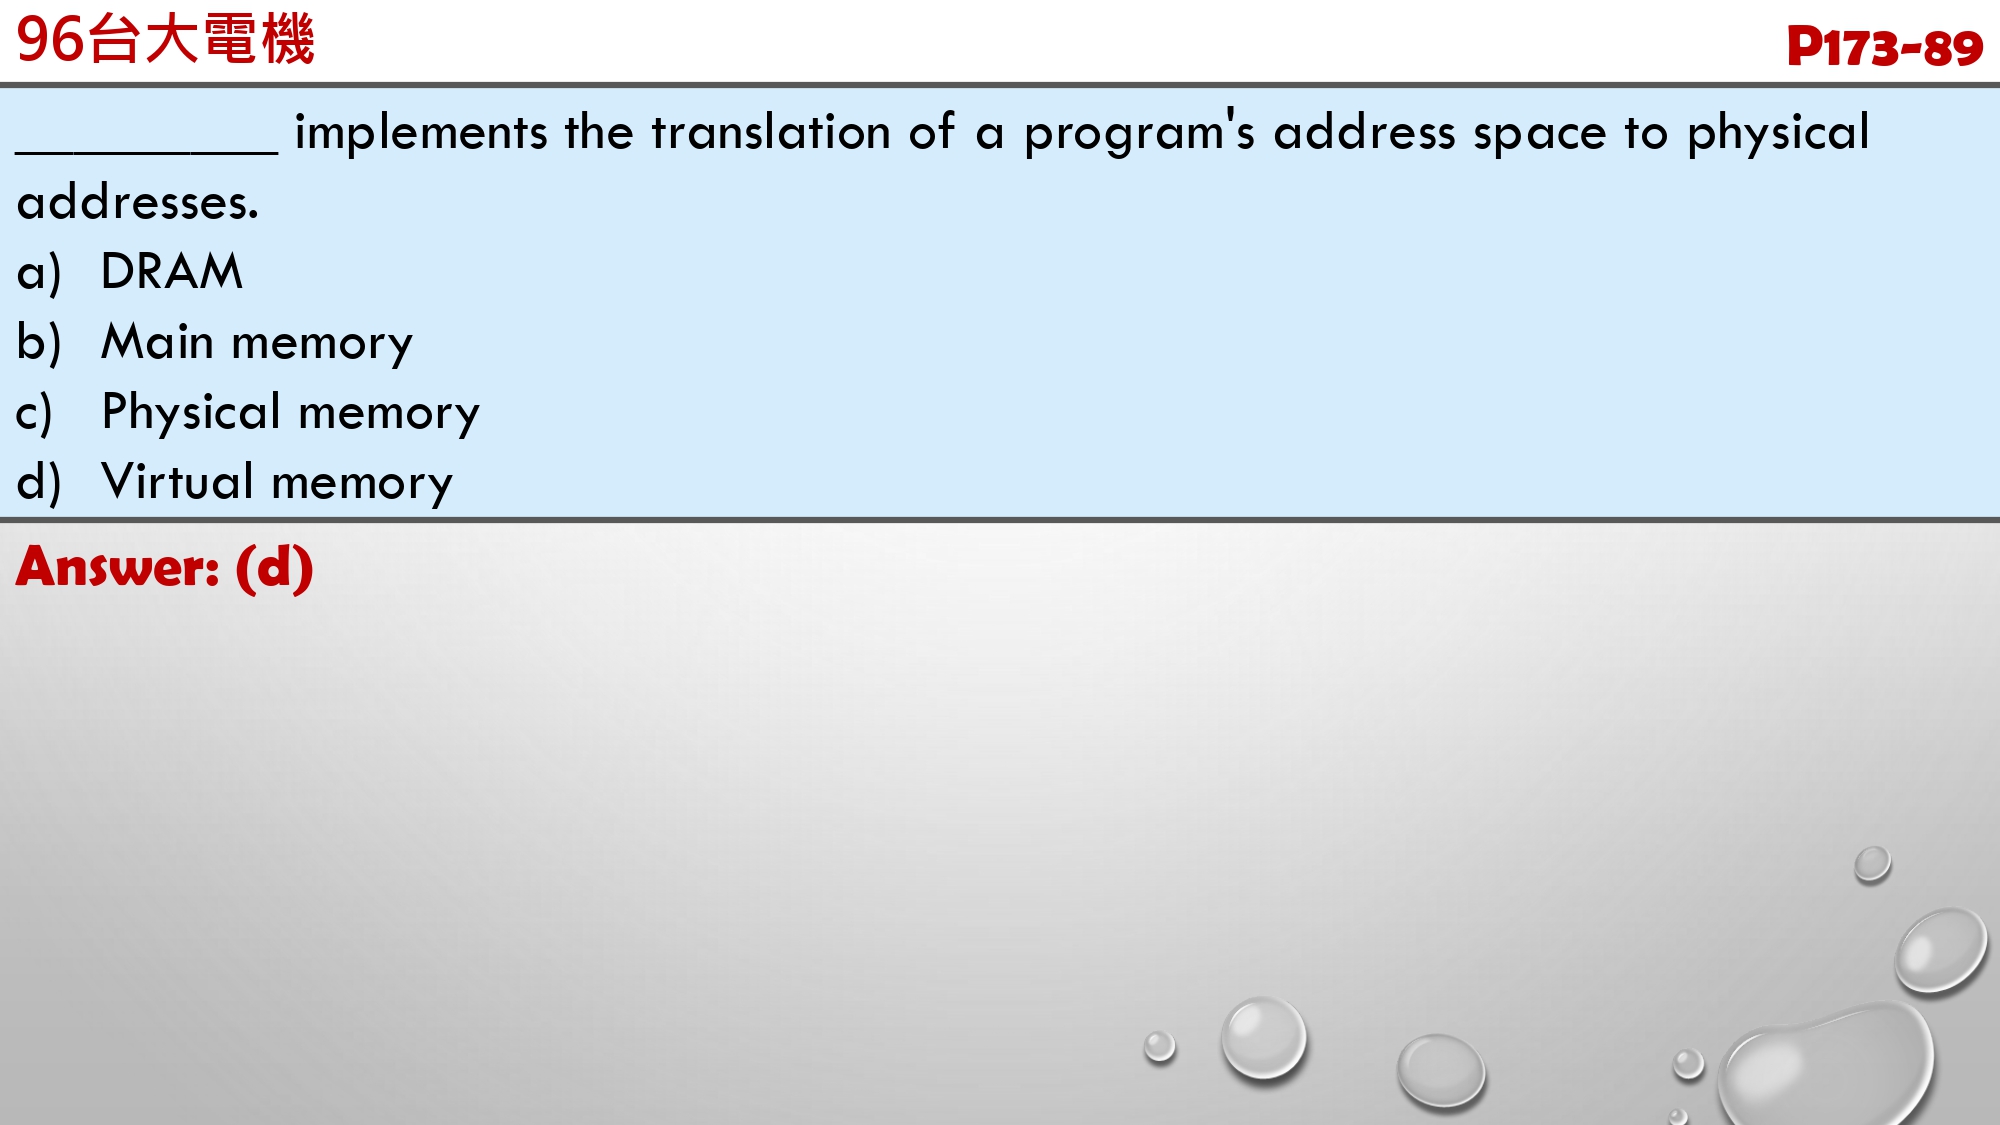 96台大電機
P173-89
_________ implements the translation of a program's address space to physical
addresses.
a) DRAM
b) Main memory
c) Physical memory
d) Virtual memory
Answer: (d)